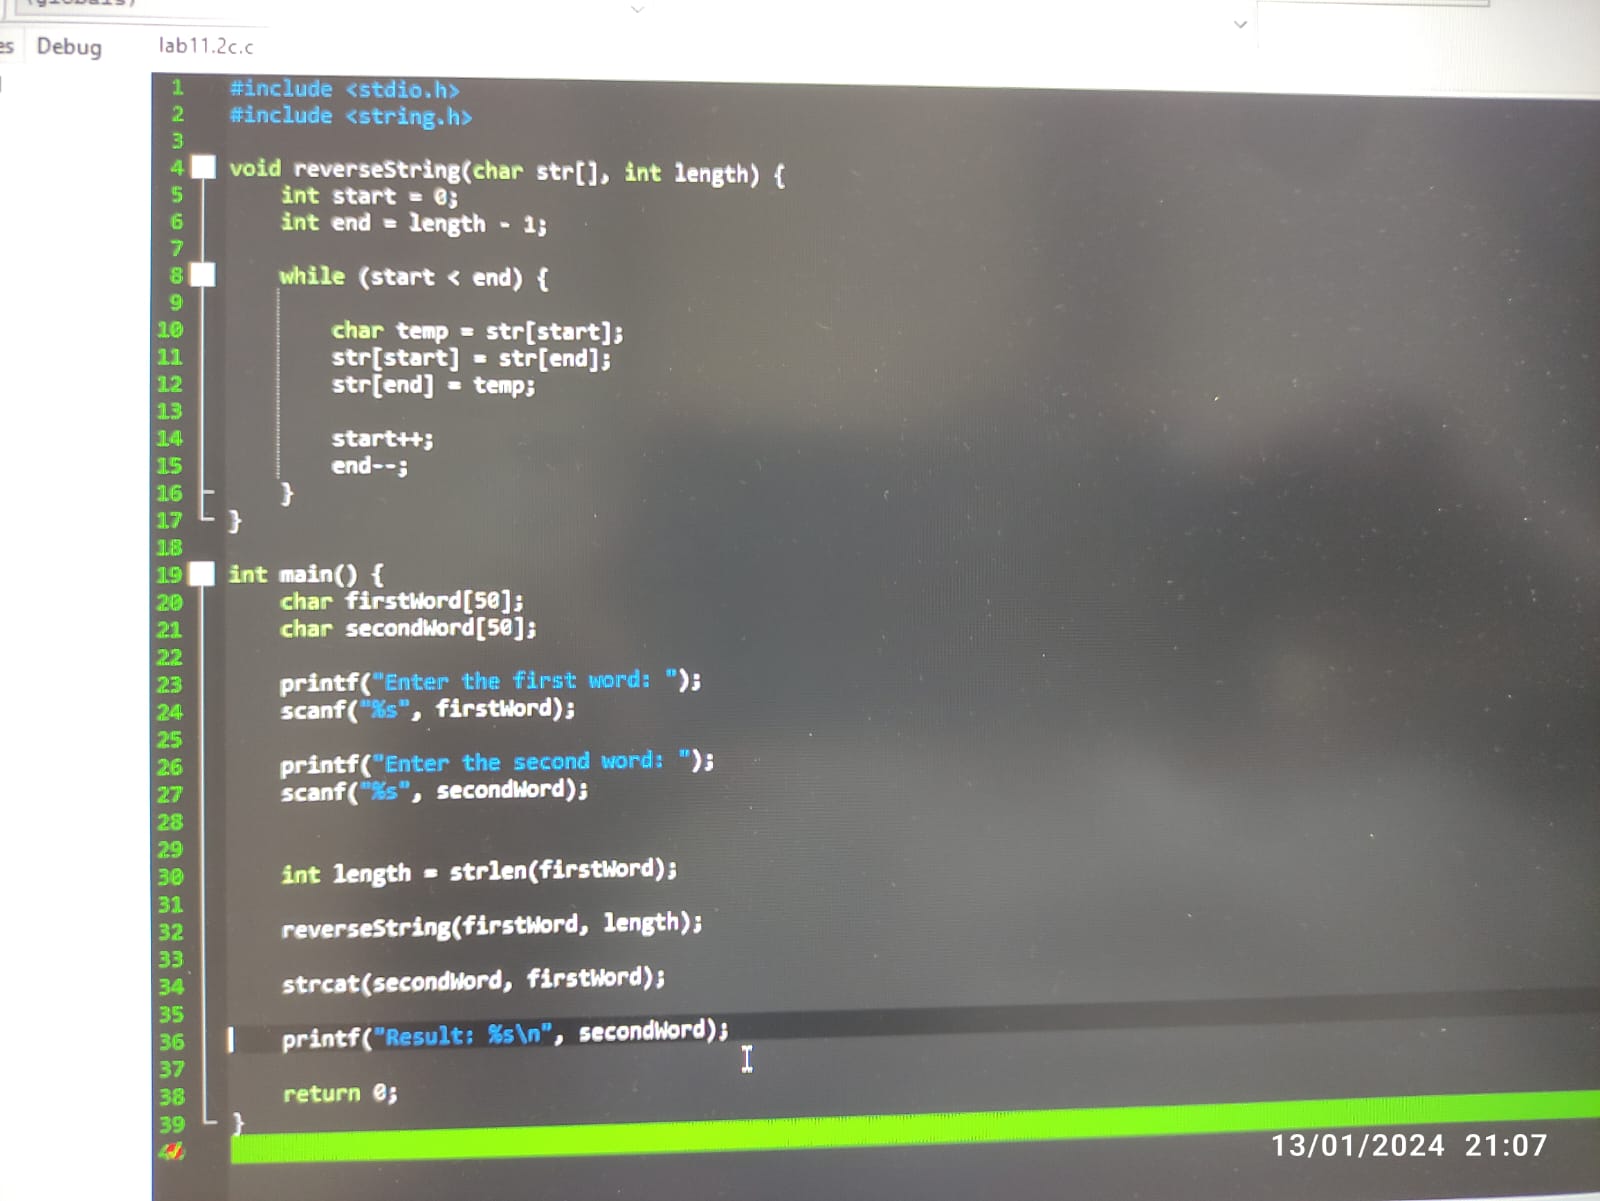 Debug lab11.2c.c
1 #include <stdio.h>
2 #include <string.h>
3
4 void reverseString(char str[], int length) {
5 int start = 0;
6 int end = length - 1;
7
8 while (start < end) {
9
10 char temp = str[start];
11 str[start] = str[end];
12 str[end] = temp;
13
14 start++;
15 end--;
16 }
17 }
18
19 int main() {
20 char firstWord[50];
21 char secondWord[50];
22
23 printf("Enter the first word: ");
24 scanf("%s", firstWord);
25
26 printf("Enter the second word: ");
27 scanf("%s", secondWord);
28
29
30 int length = strlen(firstWord);
31
32 reverseString(firstWord, length);
33
34 strcat(secondWord, firstWord);
35
36 printf("Result: %s\n", secondWord);
37
38 return 0;
39 }
13/01/2024 21:07